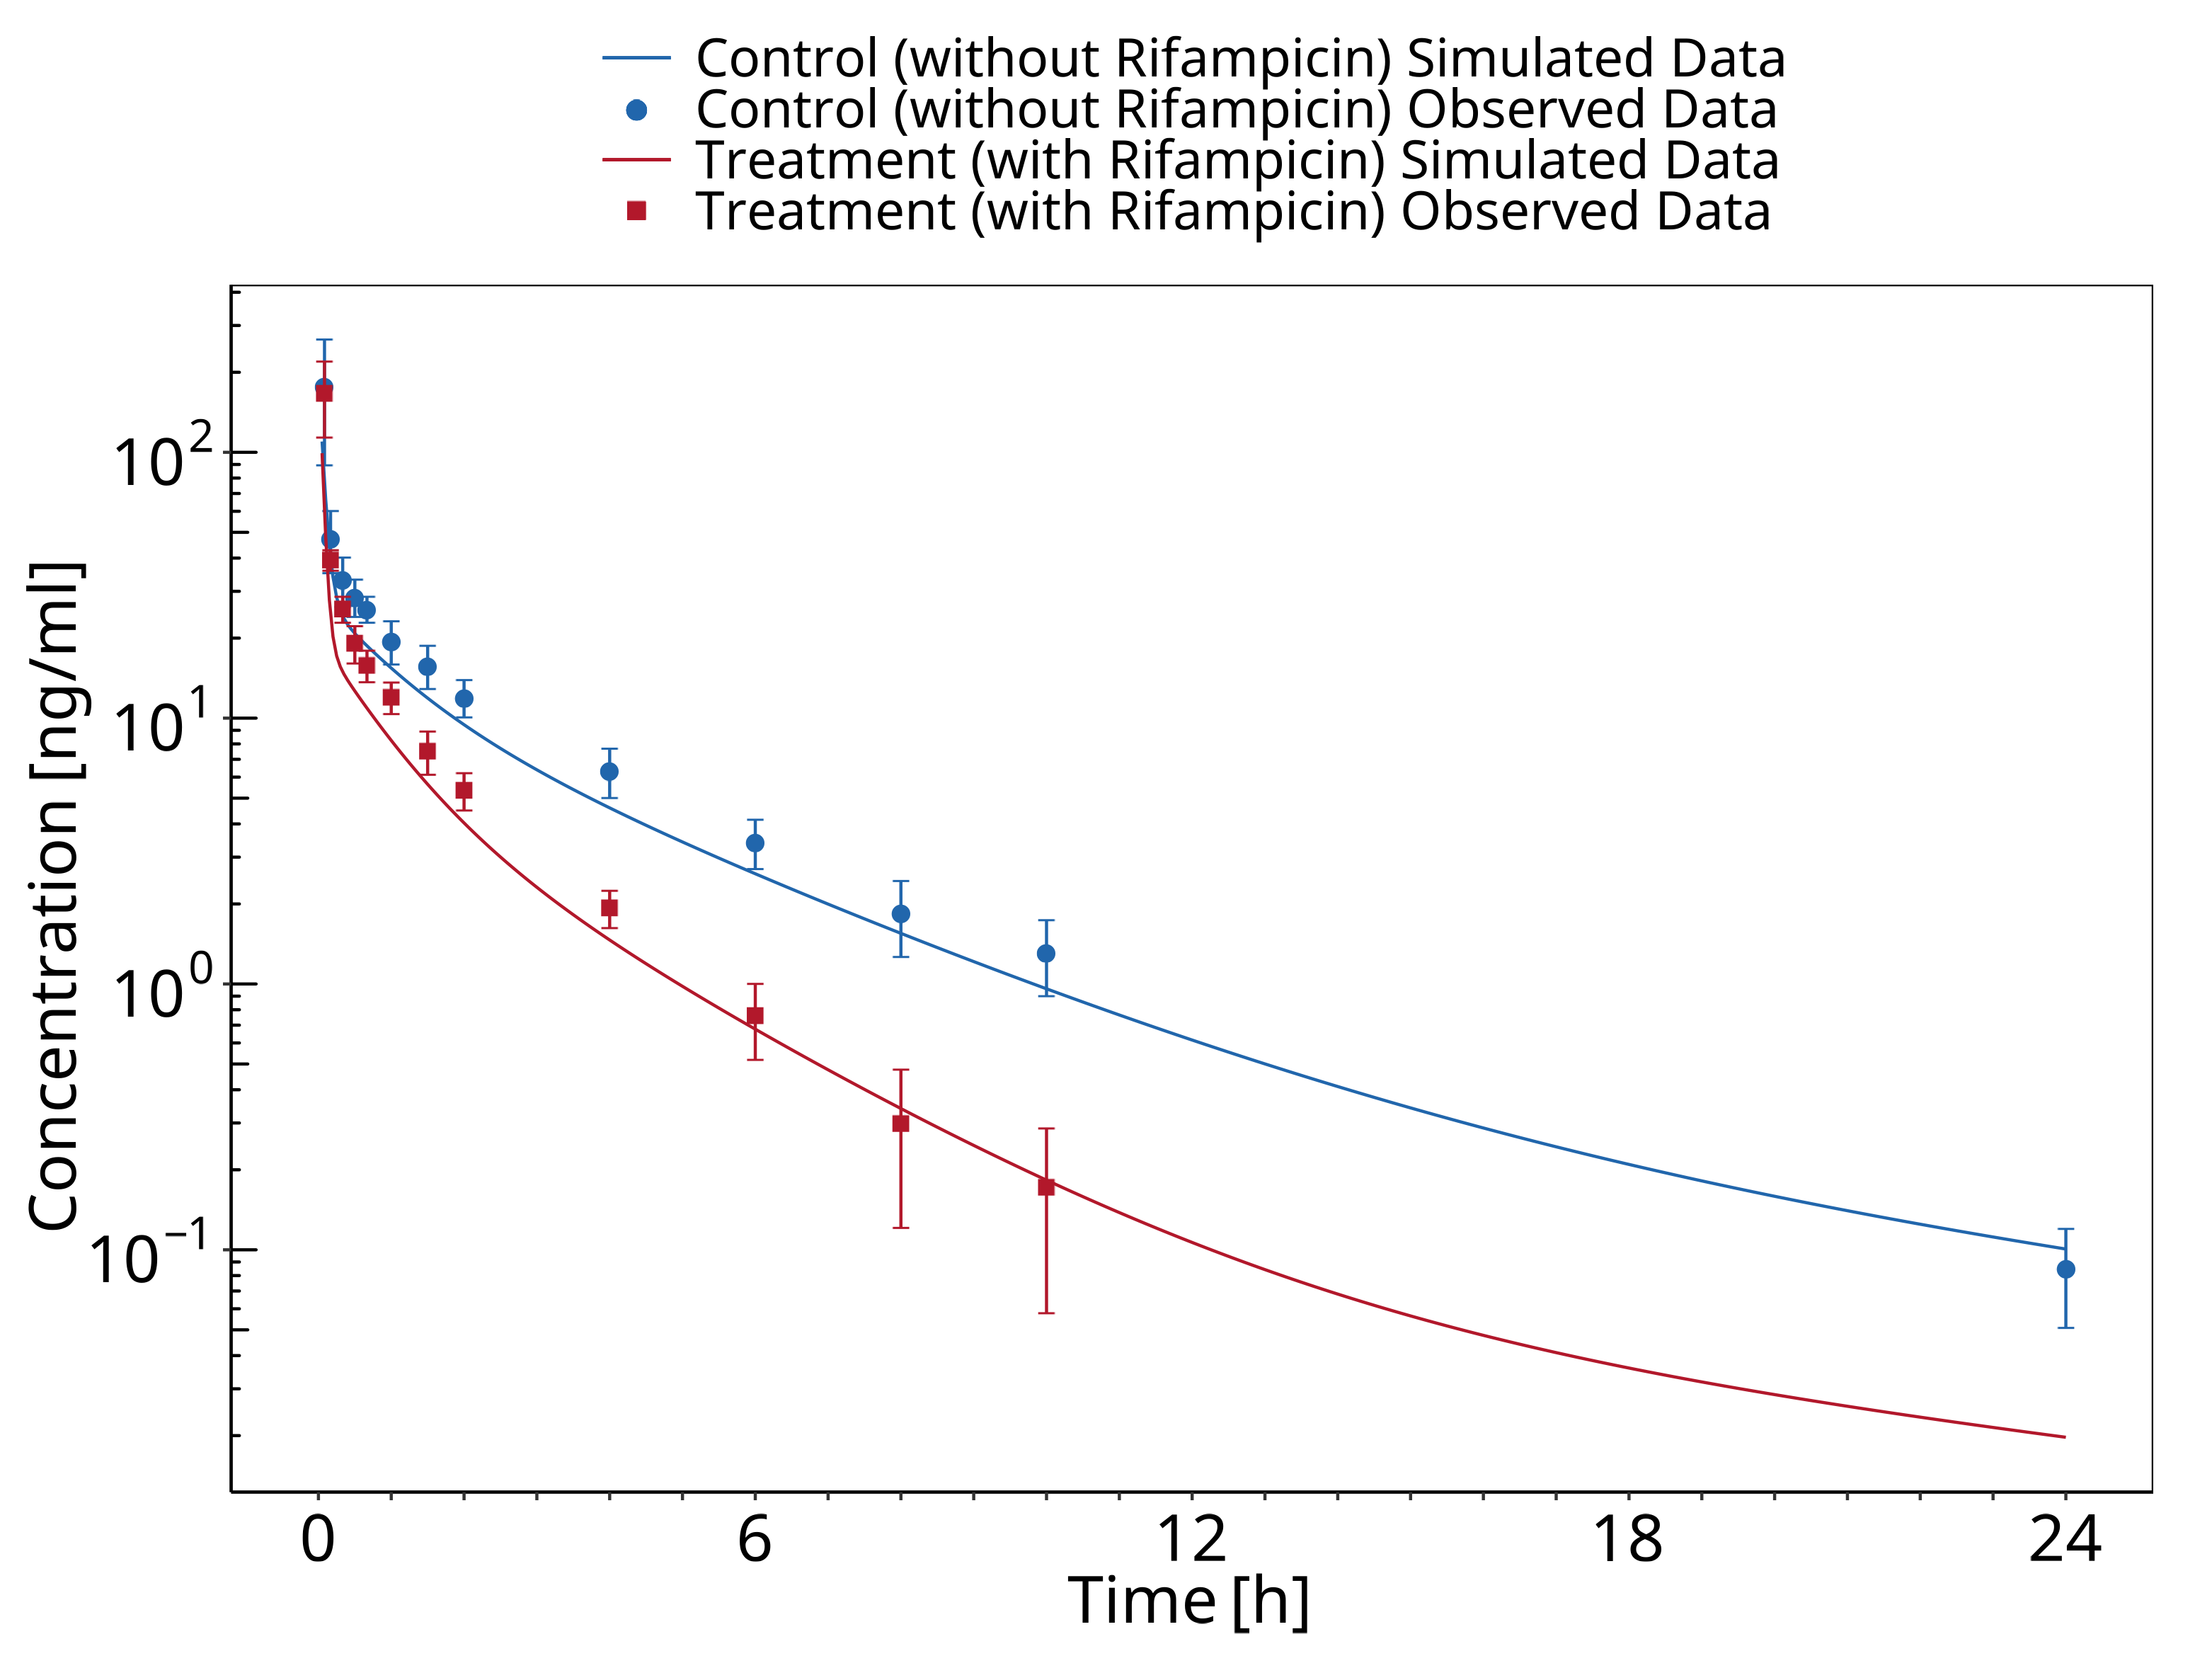 Control (without Rifampicin) Simulated Data
Control (without Rifampicin) Observed Data
Treatment (with Rifampicin) Simulated Data
Treatment (with Rifampicin) Observed Data
Concentration [ng/ml]
10²
10¹
10⁰
10⁻¹
0 6 12 18 24
Time [h]